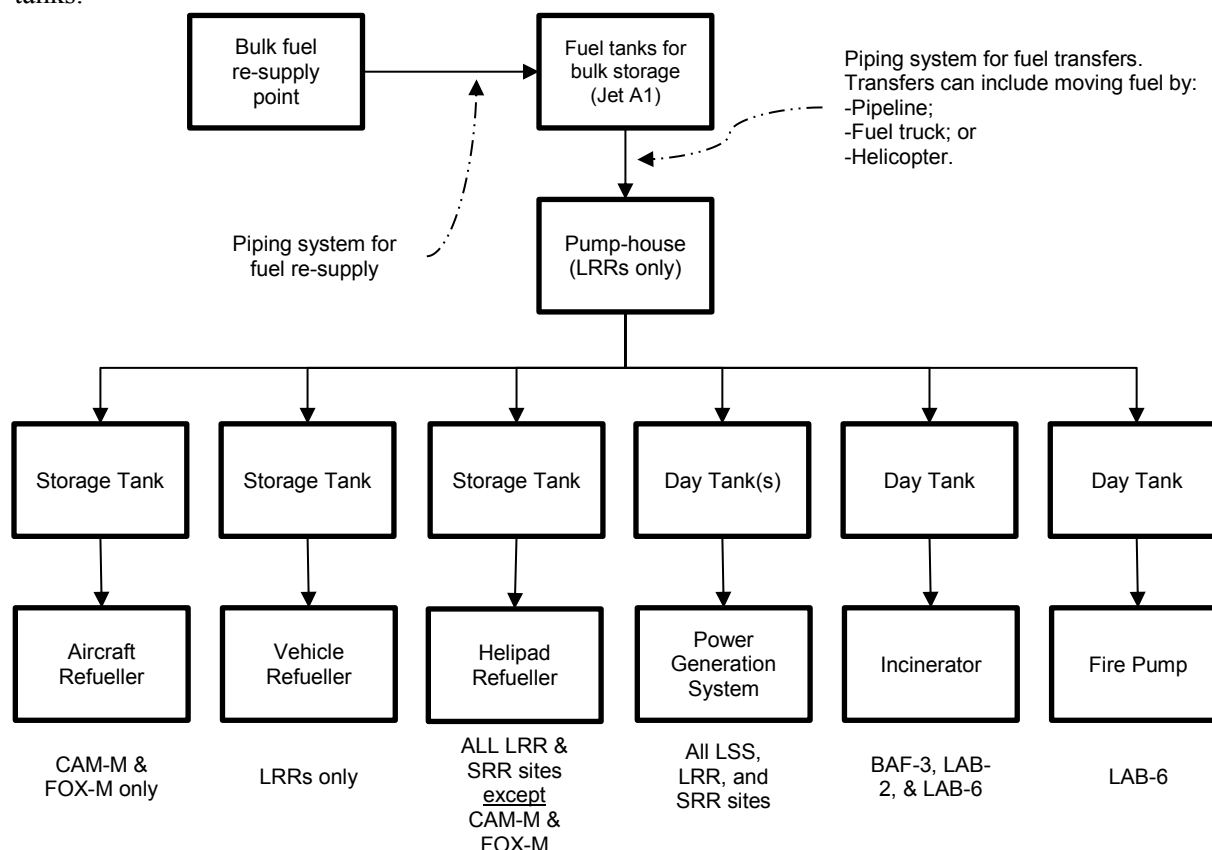 tanks.
Bulk fuel
re-supply
point
Fuel tanks for
bulk storage
(Jet A1)
Piping system for fuel transfers.
Transfers can include moving fuel by:
-Pipeline;
-Fuel truck; or
-Helicopter.
Piping system for
fuel re-supply
Pump-house
(LRRs only)
Storage Tank
Storage Tank
Storage Tank
Day Tank(s)
Day Tank
Day Tank
Aircraft
Refueller
Vehicle
Refueller
Helipad
Refueller
Power
Generation
System
Incinerator
Fire Pump
CAM-M &
FOX-M only
LRRs only
ALL LRR &
SRR sites
except
CAM-M &
FOX-M
All LSS,
LRR, and
SRR sites
BAF-3, LAB-
2, & LAB-6
LAB-6